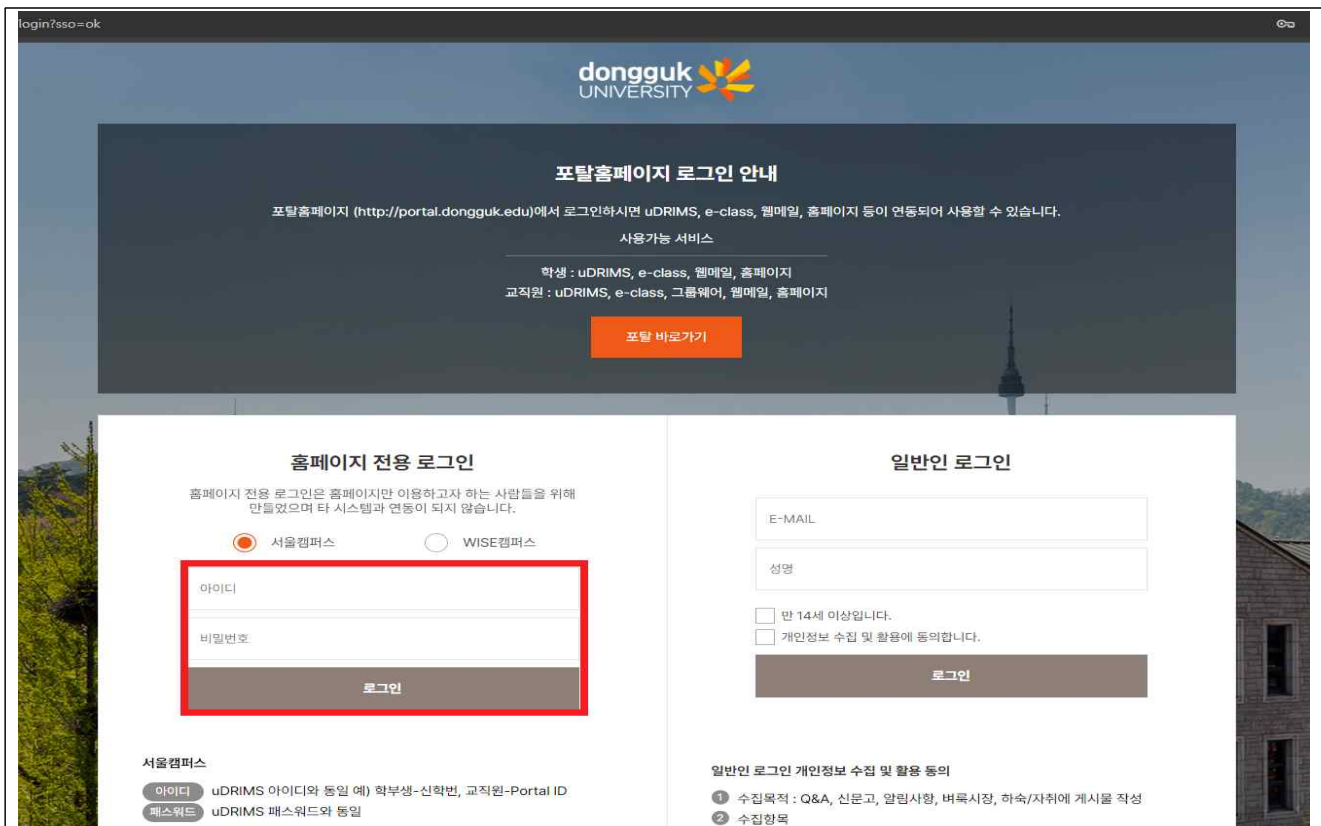 login?sso=ok
dongguk
UNIVERSITY
포탈홈페이지 로그인 안내
포탈홈페이지 (http://portal.dongguk.edu)에서 로그인하시면 uDRIMS, e-class, 웹메일, 홈페이지 등이 연동되어 사용할 수 있습니다.
사용가능 서비스
학생 : uDRIMS, e-class, 웹메일, 홈페이지
교직원 : uDRIMS, e-class, 그룹웨어, 웹메일, 홈페이지
포탈 바로가기
홈페이지 전용 로그인
홈페이지 전용 로그인은 홈페이지만 이용하고자 하는 사람들을 위해
만들었으며 타 시스템과 연동이 되지 않습니다.
서울캠퍼스 WISE캠퍼스
아이디
비밀번호
로그인
서울캠퍼스
아이디 uDRIMS 아이디와 동일 예) 학부생-신학번, 교직원-Portal ID
패스워드 uDRIMS 패스워드와 동일
일반인 로그인
E-MAIL
성명
만 14세 이상입니다.
개인정보 수집 및 활용에 동의합니다.
로그인
일반인 로그인 개인정보 수집 및 활용 동의
1 수집목적 : Q&A, 신문고, 알림사항, 벼룩시장, 하숙/자취에 게시물 작성
2 수집항목